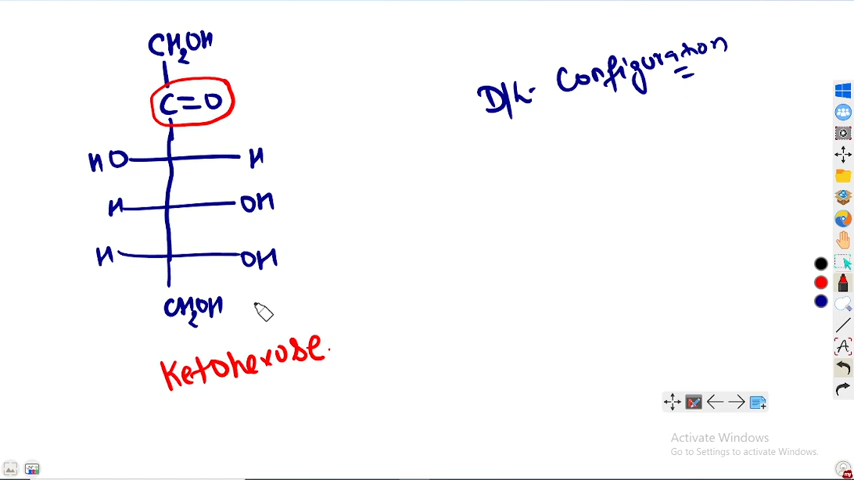 CH2OH
C=O
HO H
H OH
H OH
CH2OH
Ketohexose.
D/L- Configuration
Activate Windows
Go to Settings to activate Windows.